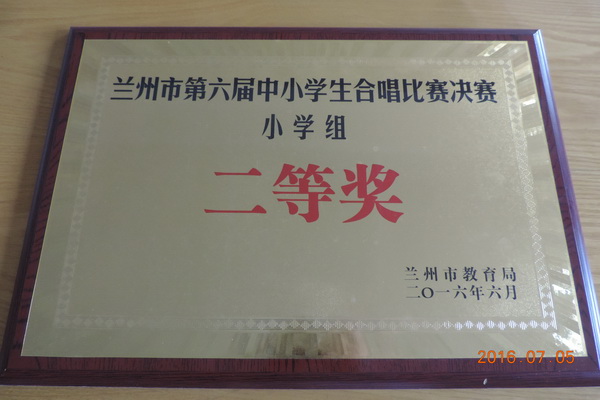 兰州市第六届中小学生合唱比赛决赛
小学组
二等奖
兰州市教育局
二〇一六年六月
2016.07.05